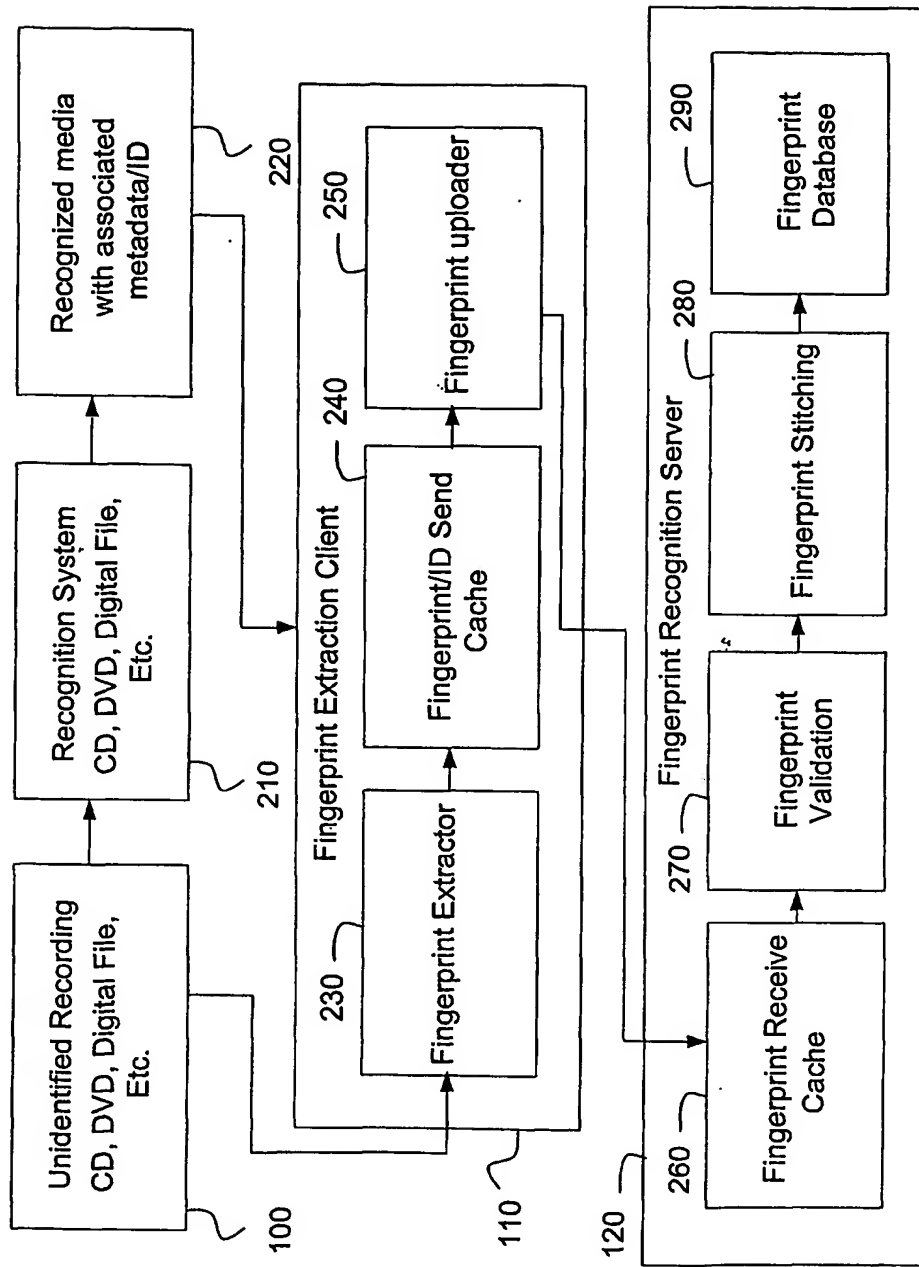 Unidentified Recording
CD, DVD, Digital File,
Etc.
100
Recognition System
CD, DVD, Digital File,
Etc.
210
Recognized media
with associated
metadata/ID
220
Fingerprint Extraction Client
110
230
Fingerprint Extractor
240
Fingerprint/ID Send
Cache
250
Fingerprint uploader
Fingerprint Recognition Server
120
260
Fingerprint Receive
Cache
270
Fingerprint
Validation
280
Fingerprint Stitching
290
Fingerprint
Database